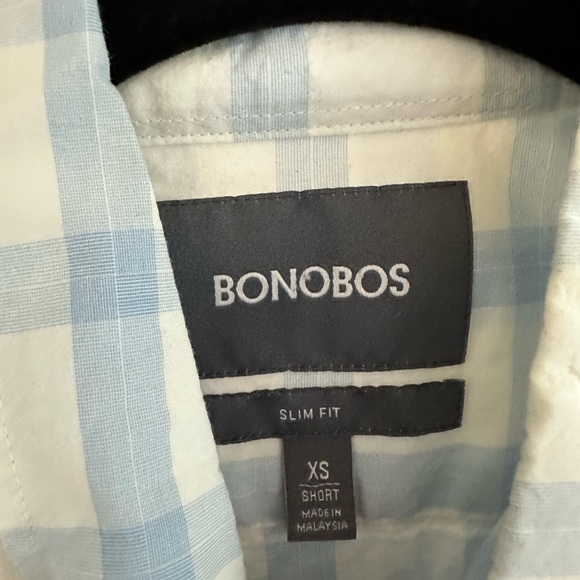 BONOBOS
SLIM FIT
XS
SHORT
MADE IN
MALAYSIA